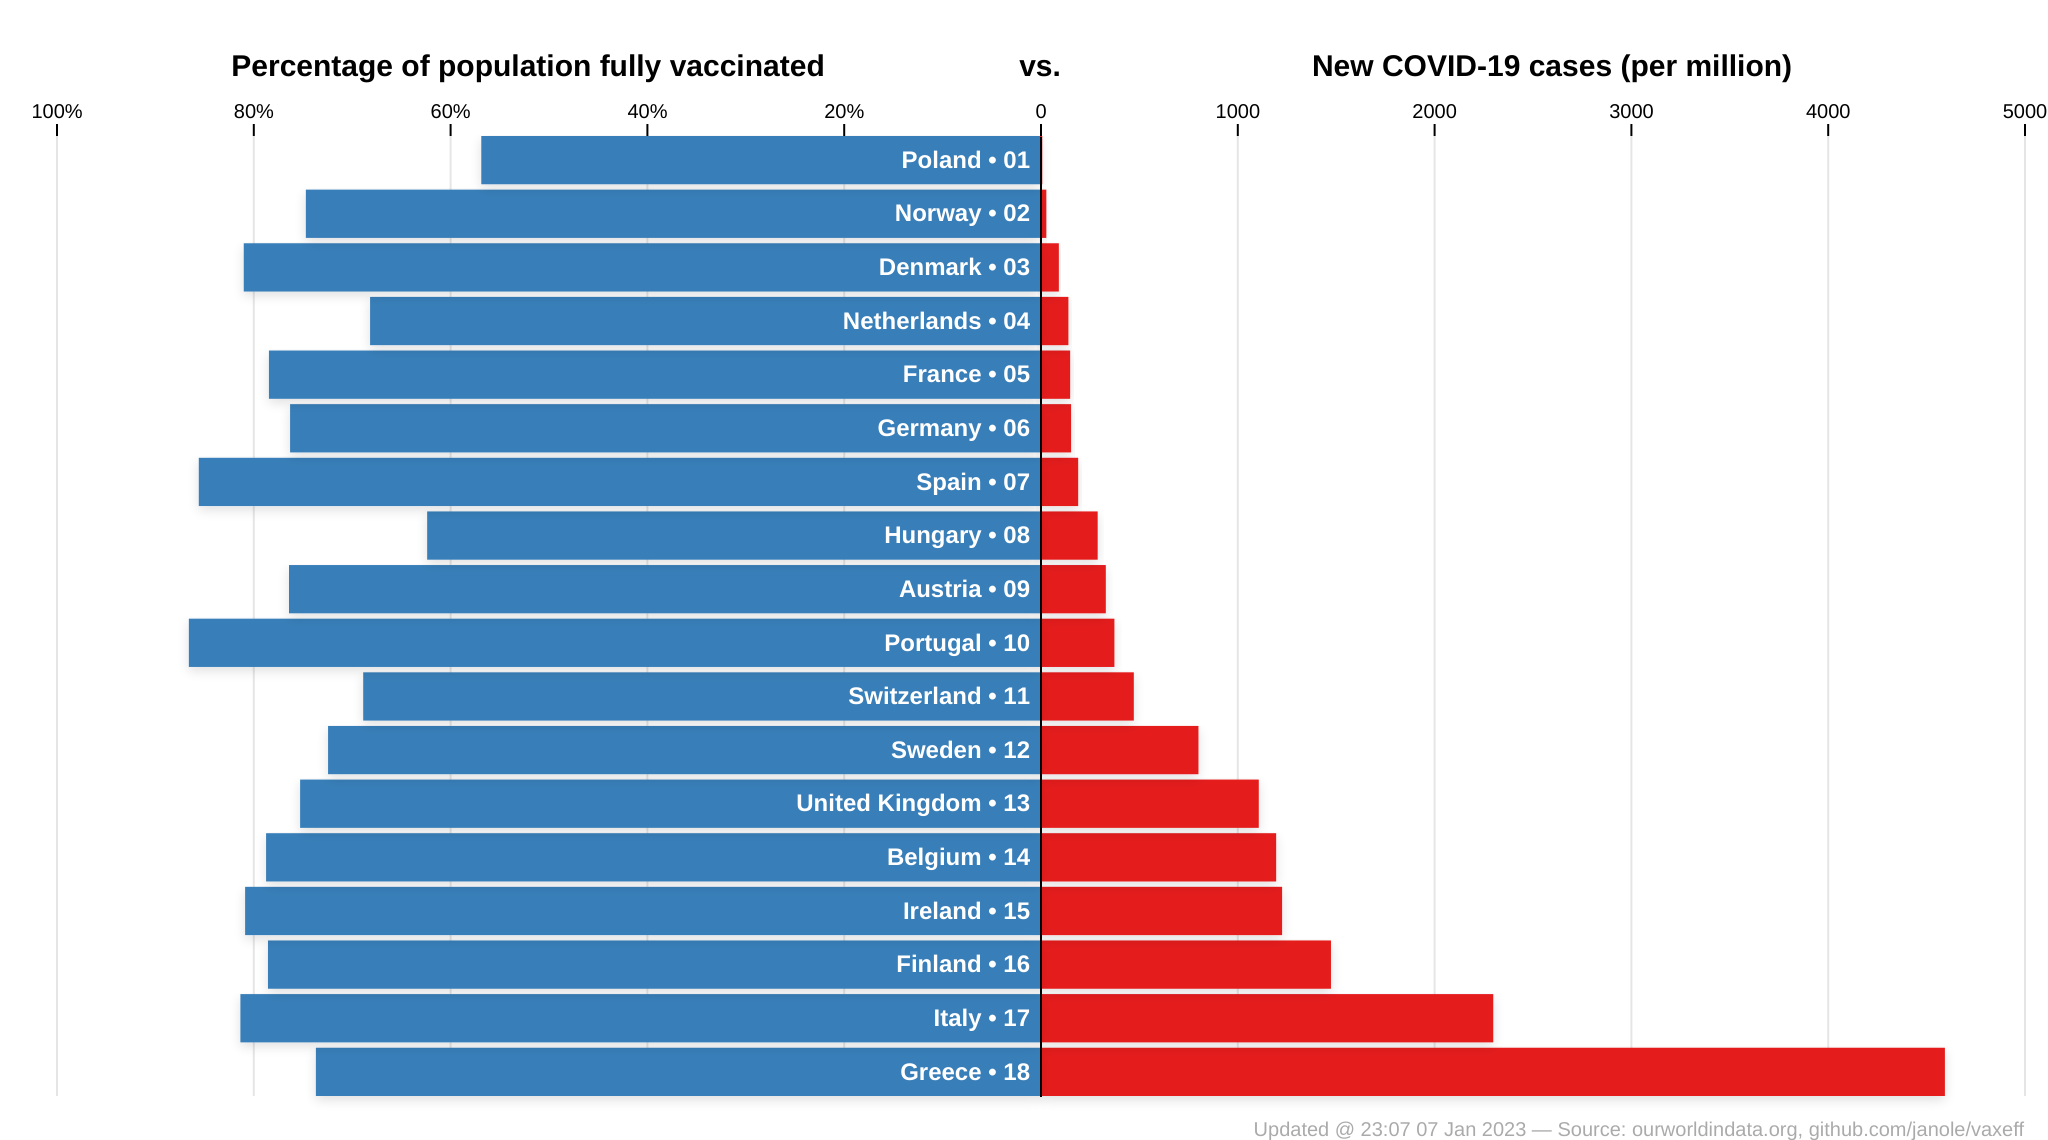 Percentage of population fully vaccinated vs. New COVID-19 cases (per million)
100% 80% 60% 40% 20% 0 1000 2000 3000 4000 5000
Poland • 01
Norway • 02
Denmark • 03
Netherlands • 04
France • 05
Germany • 06
Spain • 07
Hungary • 08
Austria • 09
Portugal • 10
Switzerland • 11
Sweden • 12
United Kingdom • 13
Belgium • 14
Ireland • 15
Finland • 16
Italy • 17
Greece • 18
Updated @ 23:07 07 Jan 2023 — Source: ourworldindata.org, github.com/janole/vaxeff